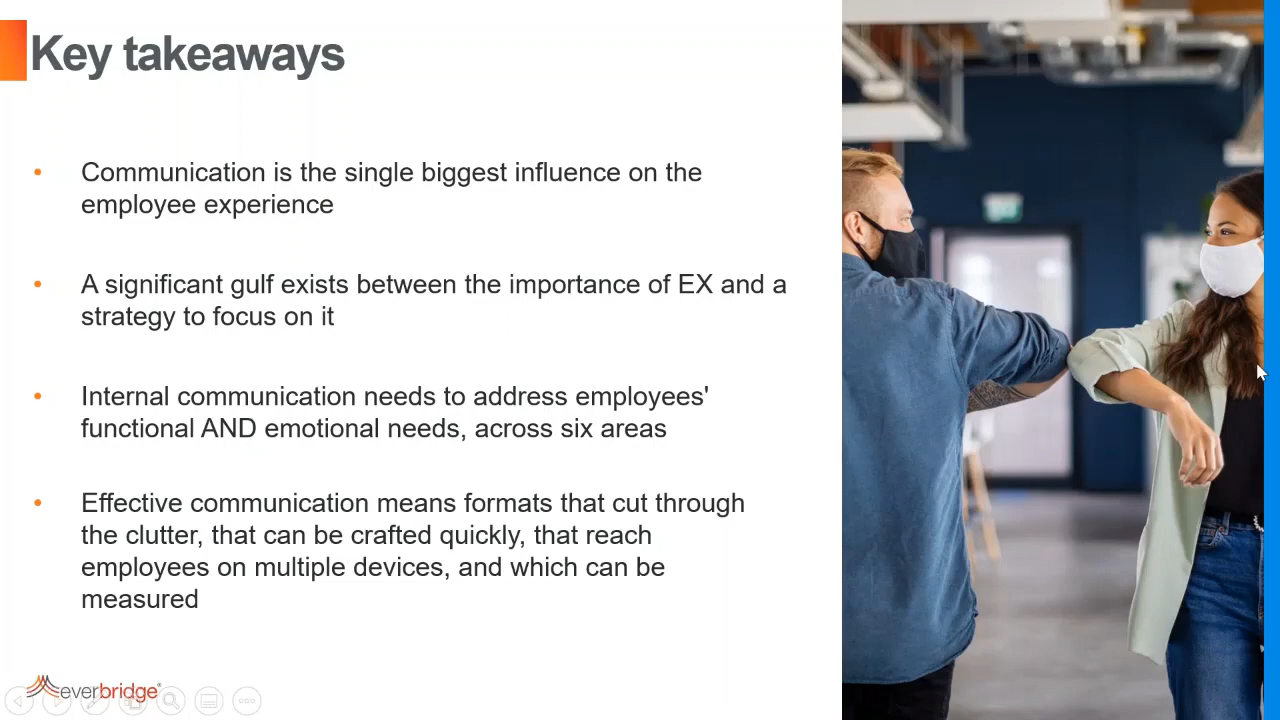 Key takeaways
• Communication is the single biggest influence on the
employee experience
• A significant gulf exists between the importance of EX and a
strategy to focus on it
• Internal communication needs to address employees'
functional AND emotional needs, across six areas
• Effective communication means formats that cut through
the clutter, that can be crafted quickly, that reach
employees on multiple devices, and which can be
measured
everbridge®